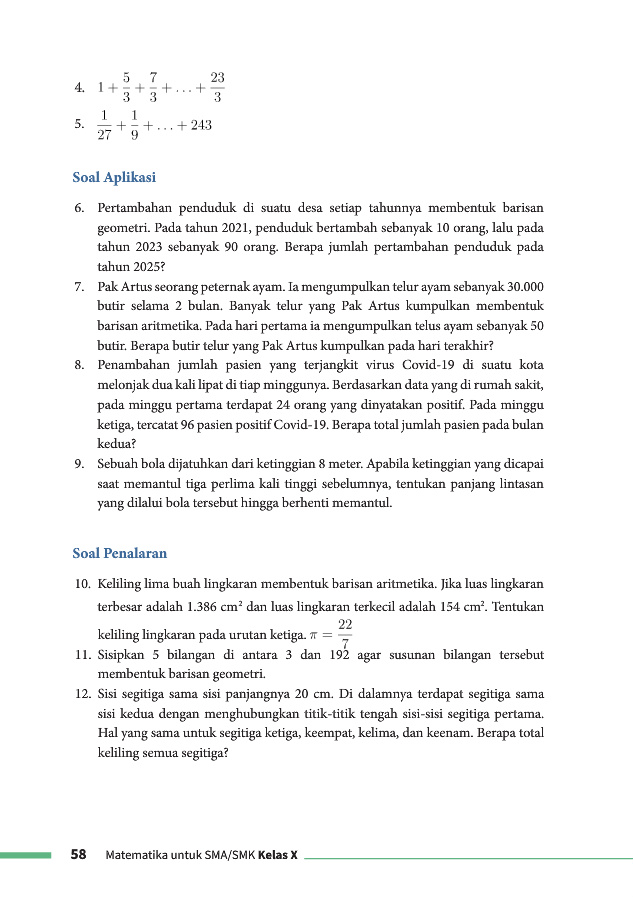 4. 1 + 5/3 + 7/3 + ... + 23/3
5. 1/27 + 1/9 + ... + 243
Soal Aplikasi
6. Pertambahan penduduk di suatu desa setiap tahunnya membentuk barisan
geometri. Pada tahun 2021, penduduk bertambah sebanyak 10 orang, lalu pada
tahun 2023 sebanyak 90 orang. Berapa jumlah pertambahan penduduk pada
tahun 2025?
7. Pak Artus seorang peternak ayam. Ia mengumpulkan telur ayam sebanyak 30.000
butir selama 2 bulan. Banyak telur yang Pak Artus kumpulkan membentuk
barisan aritmetika. Pada hari pertama ia mengumpulkan telus ayam sebanyak 50
butir. Berapa butir telur yang Pak Artus kumpulkan pada hari terakhir?
8. Penambahan jumlah pasien yang terjangkit virus Covid-19 di suatu kota
melonjak dua kali lipat di tiap minggunya. Berdasarkan data yang di rumah sakit,
pada minggu pertama terdapat 24 orang yang dinyatakan positif. Pada minggu
ketiga, tercatat 96 pasien positif Covid-19. Berapa total jumlah pasien pada bulan
kedua?
9. Sebuah bola dijatuhkan dari ketinggian 8 meter. Apabila ketinggian yang dicapai
saat memantul tiga perlima kali tinggi sebelumnya, tentukan panjang lintasan
yang dilalui bola tersebut hingga berhenti memantul.
Soal Penalaran
10. Keliling lima buah lingkaran membentuk barisan aritmetika. Jika luas lingkaran
terbesar adalah 1.386 cm² dan luas lingkaran terkecil adalah 154 cm². Tentukan
keliling lingkaran pada urutan ketiga. π = 22/7
11. Sisipkan 5 bilangan di antara 3 dan 192 agar susunan bilangan tersebut
membentuk barisan geometri.
12. Sisi segitiga sama sisi panjangnya 20 cm. Di dalamnya terdapat segitiga sama
sisi kedua dengan menghubungkan titik-titik tengah sisi-sisi segitiga pertama.
Hal yang sama untuk segitiga ketiga, keempat, kelima, dan keenam. Berapa total
keliling semua segitiga?
58 Matematika untuk SMA/SMK Kelas X